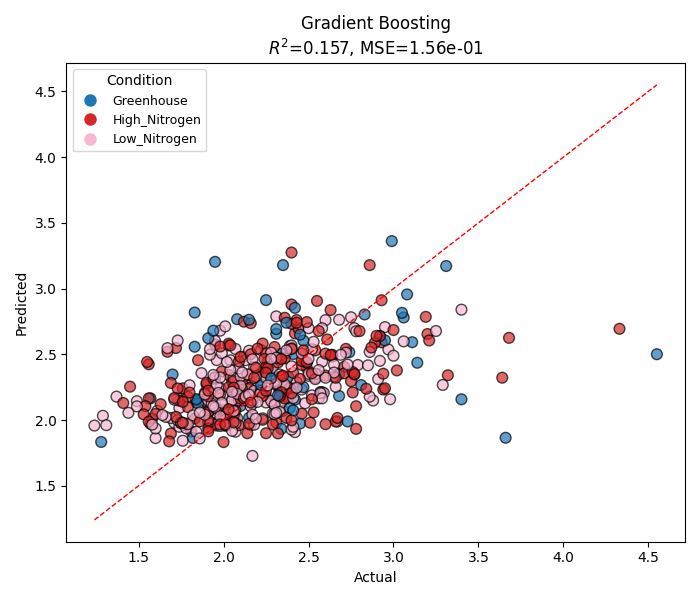 Gradient Boosting
R²=0.157, MSE=1.56e-01
Condition
Greenhouse
High_Nitrogen
Low_Nitrogen
4.5
4.0
3.5
3.0
2.5
2.0
1.5
Predicted
1.5 2.0 2.5 3.0 3.5 4.0 4.5
Actual